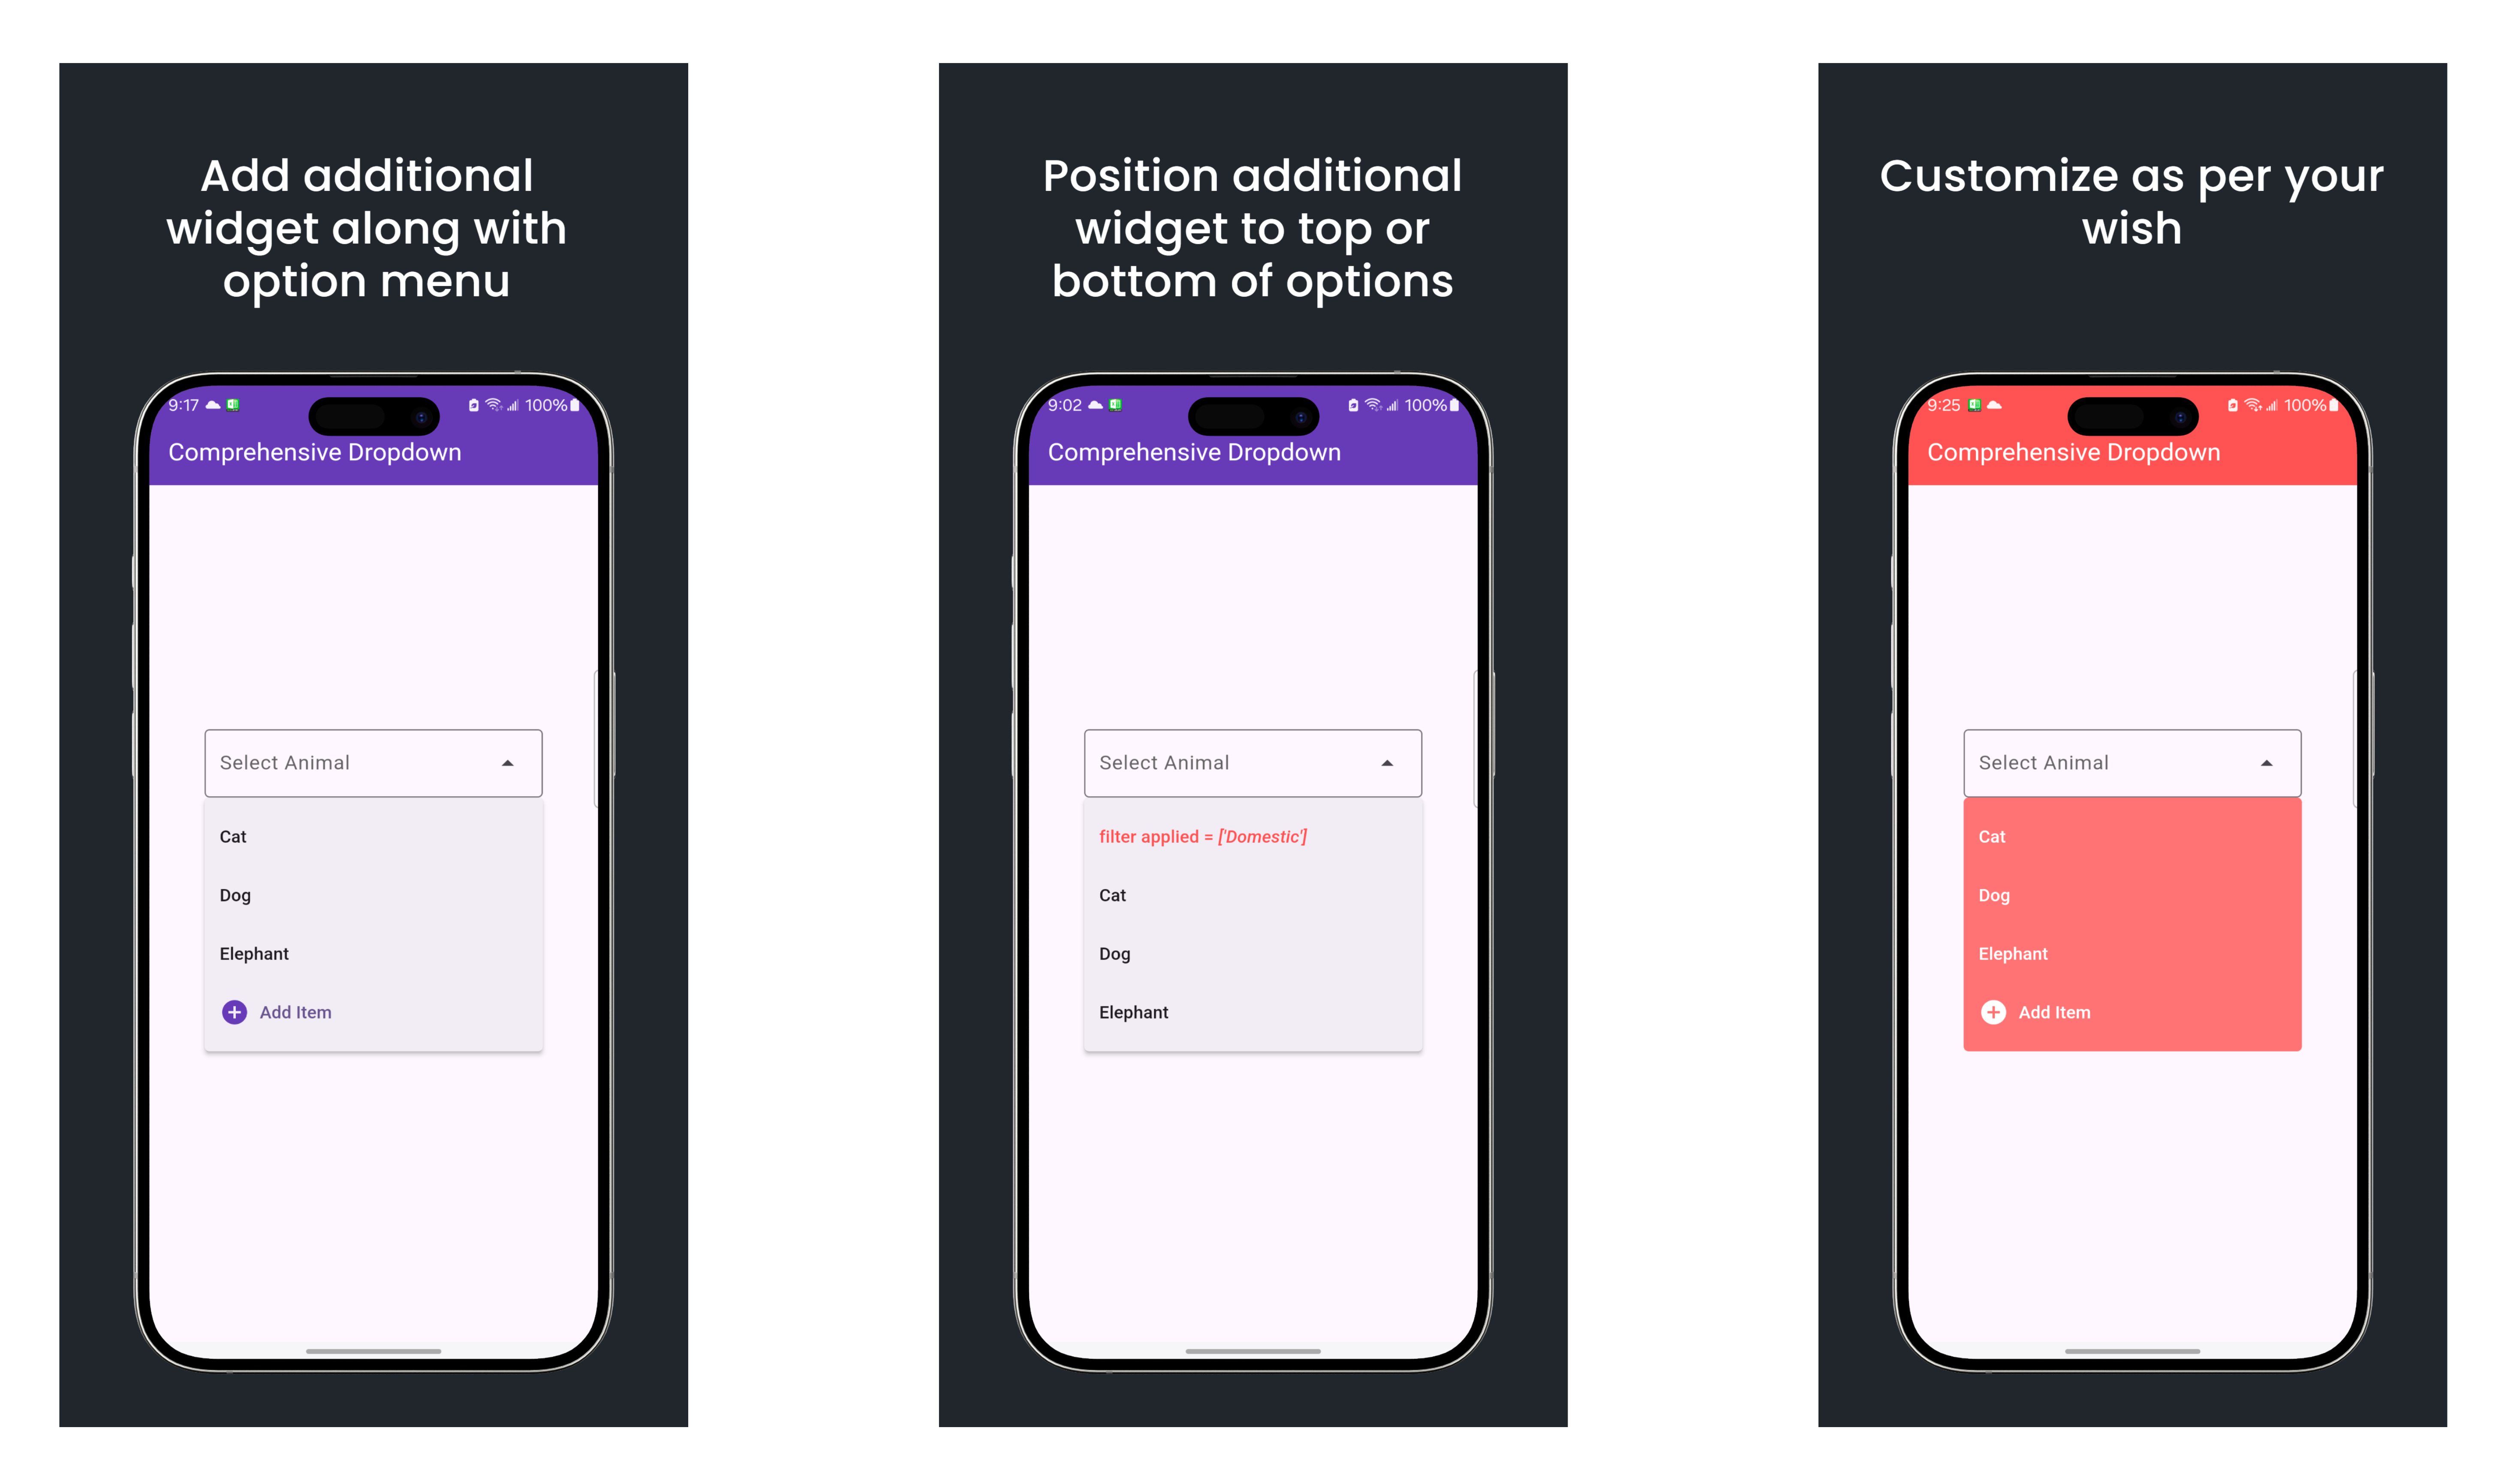 Add additional
widget along with
option menu
9:17
100%
Comprehensive Dropdown
Select Animal
Cat
Dog
Elephant
Add Item
Position additional
widget to top or
bottom of options
9:02
100%
Comprehensive Dropdown
Select Animal
filter applied = ['Domestic']
Cat
Dog
Elephant
Customize as per your
wish
9:25
100%
Comprehensive Dropdown
Select Animal
Cat
Dog
Elephant
Add Item